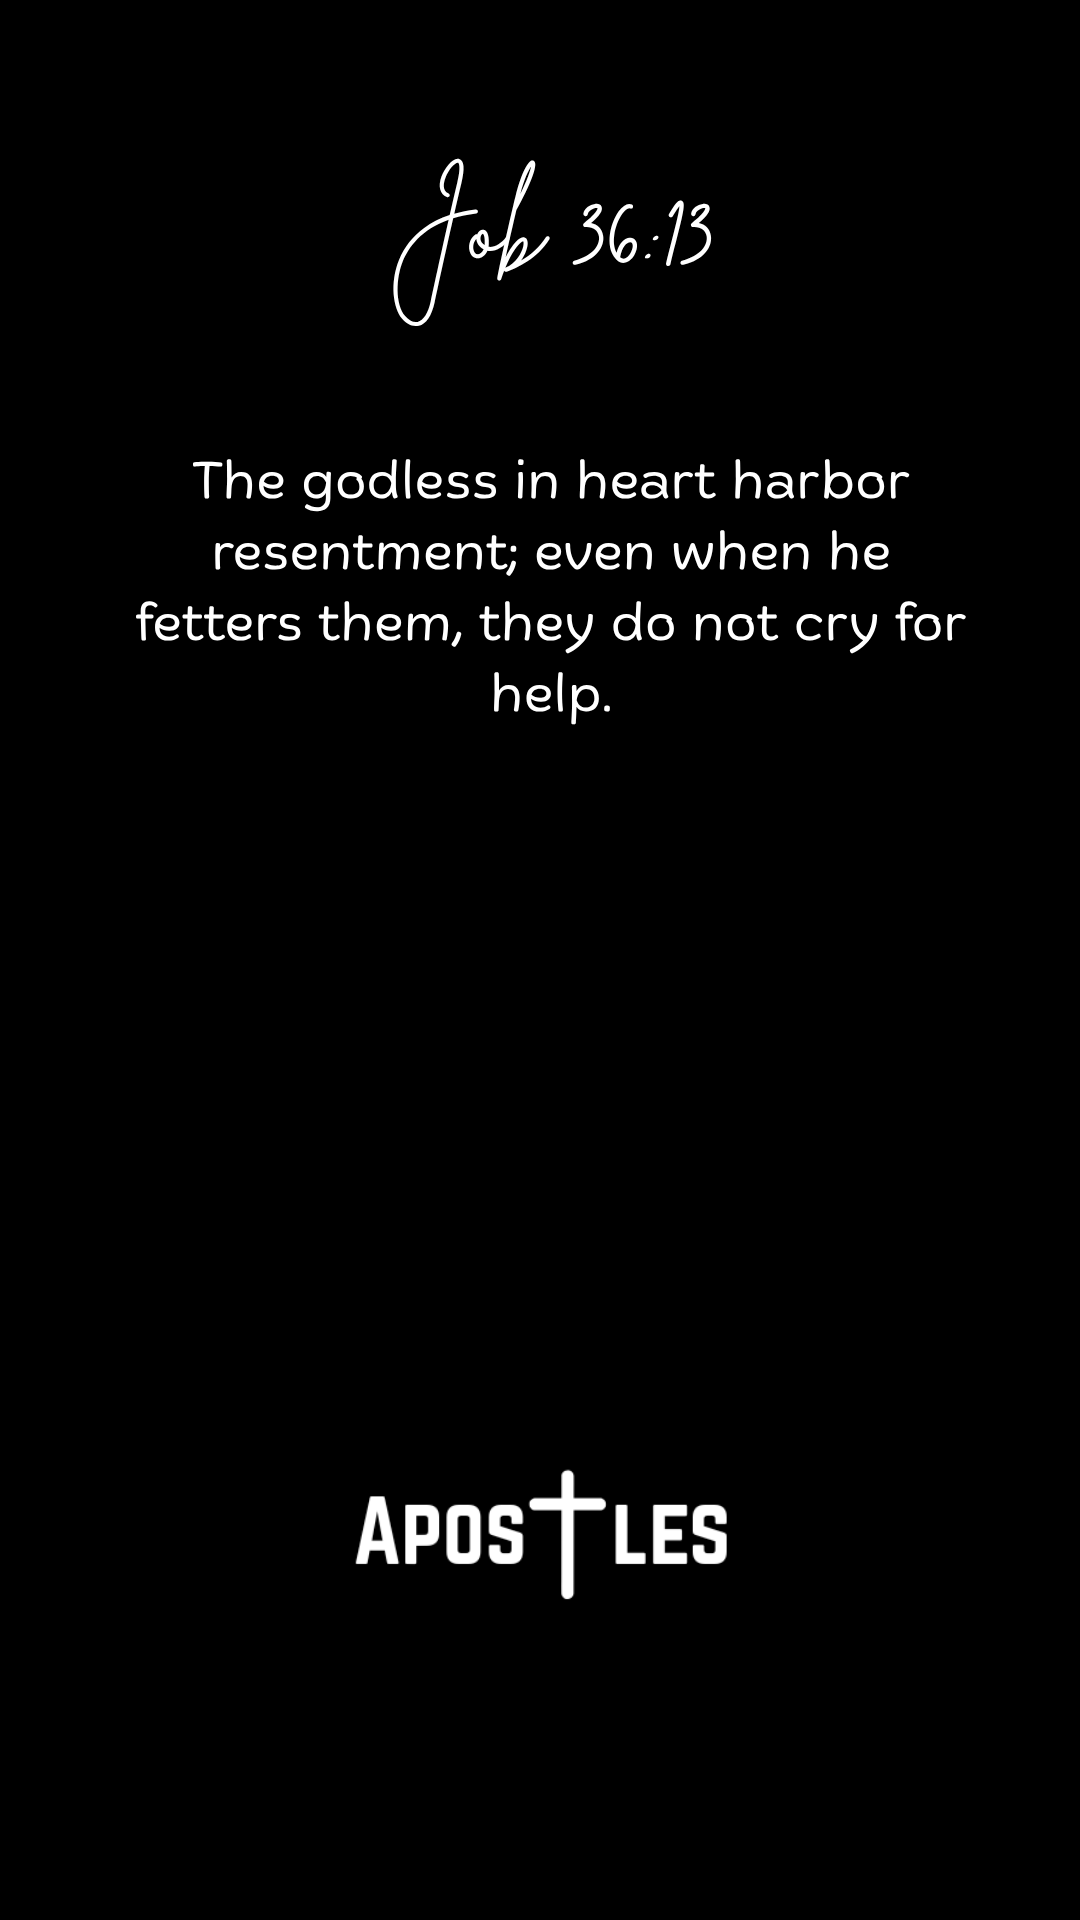 Job 36:13
The godless in heart harbor
resentment; even when he
fetters them, they do not cry for
help.
APOSTLES